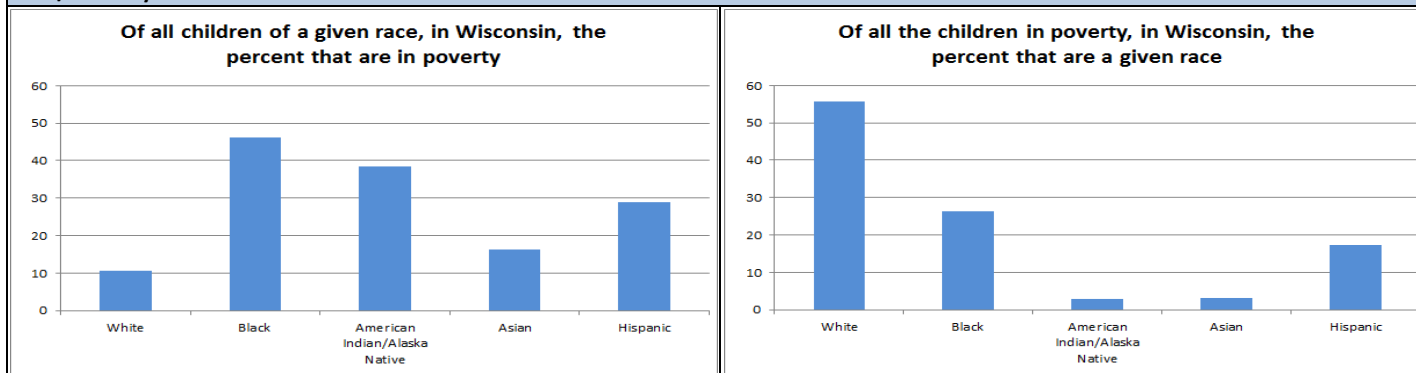 Of all children of a given race, in Wisconsin, the
percent that are in poverty
60
50
40
30
20
10
0
White Black American Asian Hispanic
Indian/Alaska
Native
Of all the children in poverty, in Wisconsin, the
percent that are a given race
60
50
40
30
20
10
0
White Black American Asian Hispanic
Indian/Alaska
Native